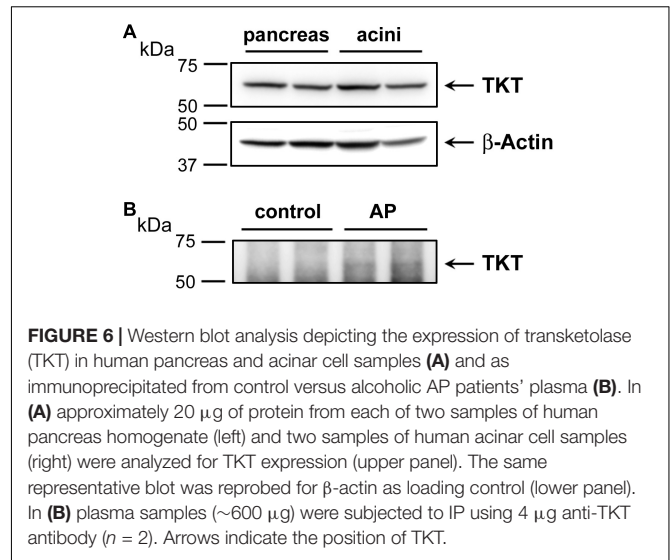 A
kDa
pancreas acini
75
50
TKT
50
37
β-Actin
B
kDa
control AP
75
50
TKT
FIGURE 6 | Western blot analysis depicting the expression of transketolase
(TKT) in human pancreas and acinar cell samples (A) and as
immunoprecipitated from control versus alcoholic AP patients' plasma (B). In
(A) approximately 20 μg of protein from each of two samples of human
pancreas homogenate (left) and two samples of human acinar cell samples
(right) were analyzed for TKT expression (upper panel). The same
representative blot was reprobed for β-actin as loading control (lower panel).
In (B) plasma samples (∼600 μg) were subjected to IP using 4 μg anti-TKT
antibody (n = 2). Arrows indicate the position of TKT.